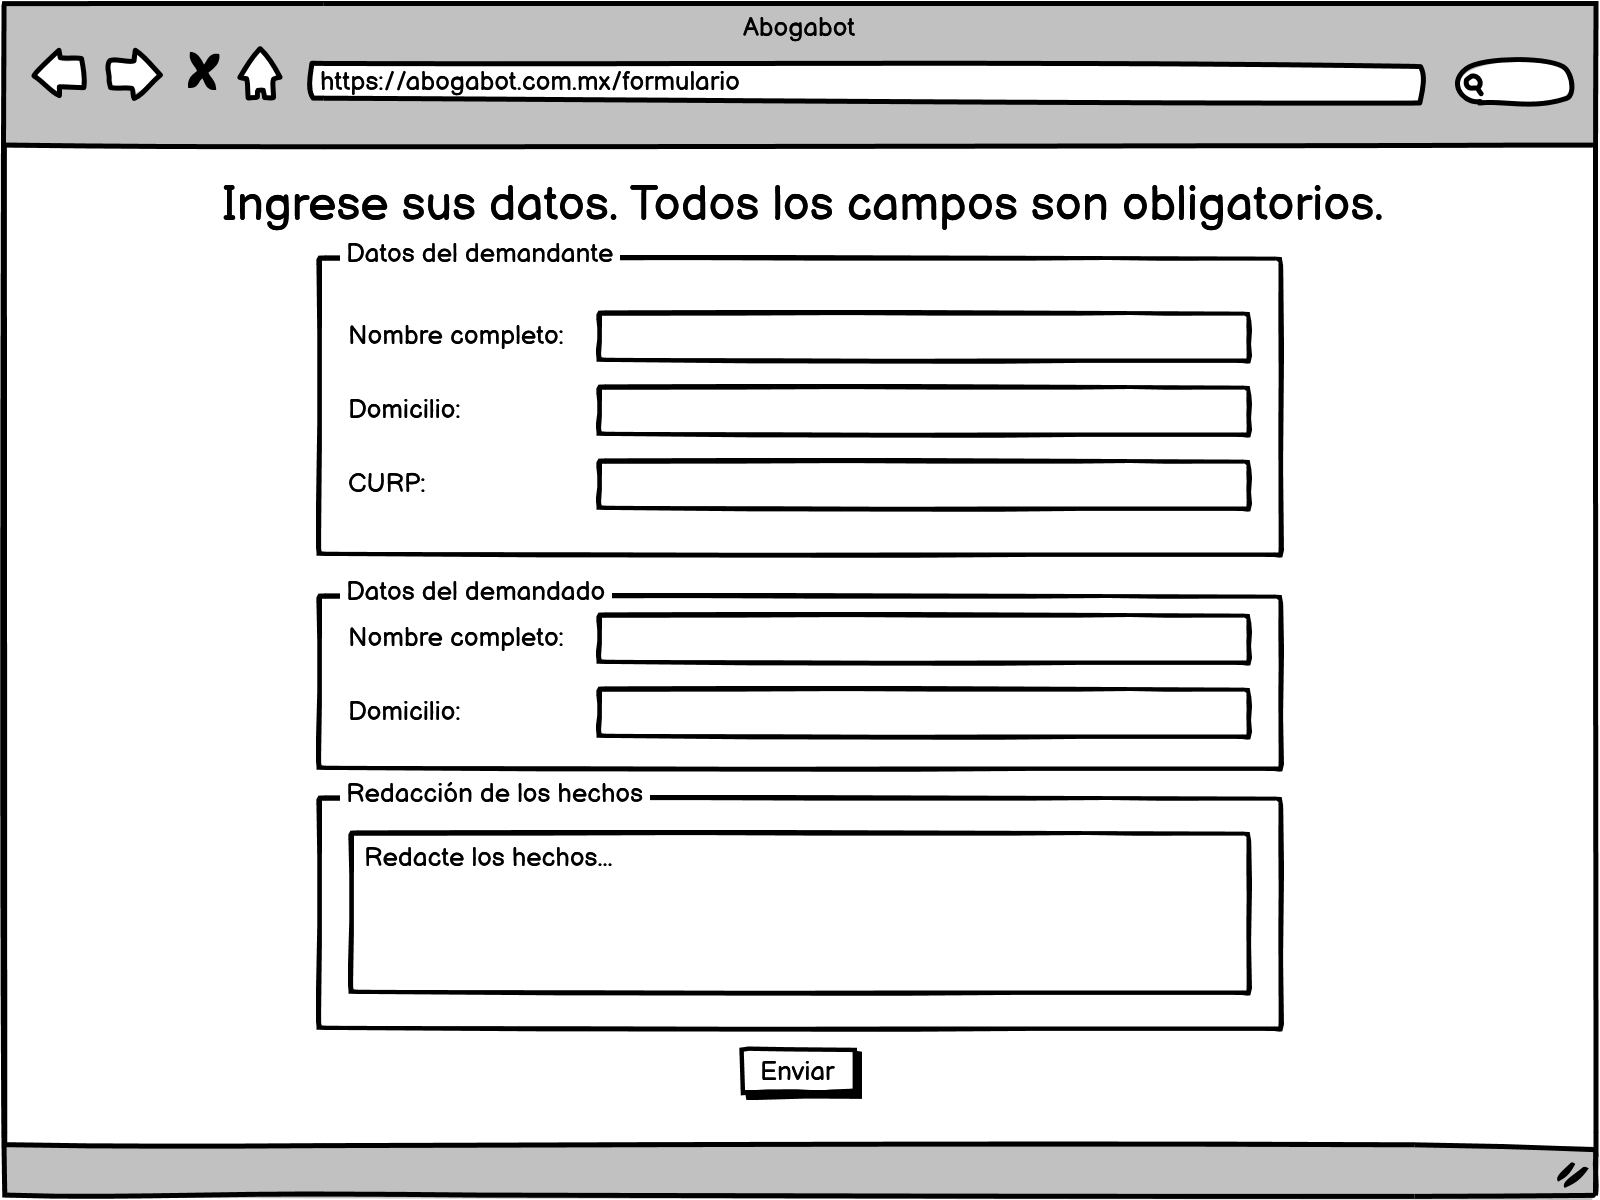 Abogabot
https://abogabot.com.mx/formulario
Ingrese sus datos. Todos los campos son obligatorios.
Datos del demandante
Nombre completo:
Domicilio:
CURP:
Datos del demandado
Nombre completo:
Domicilio:
Redacción de los hechos
Redacte los hechos...
Enviar